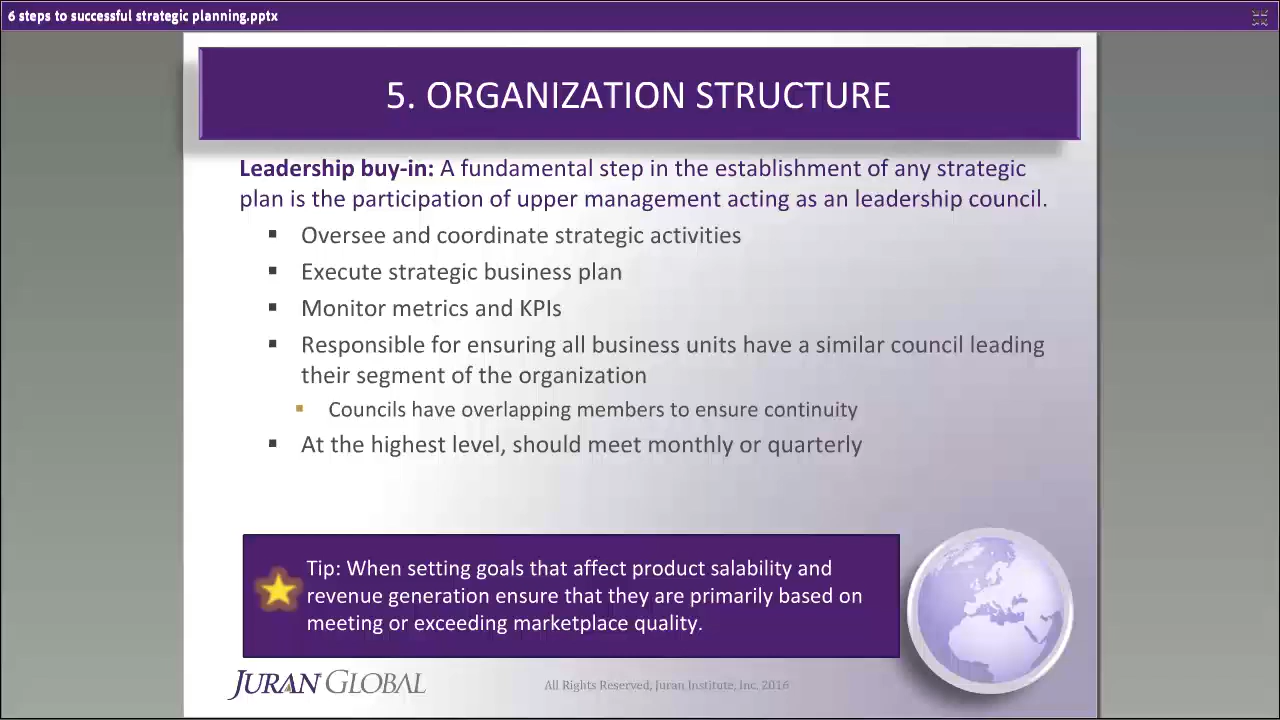 6 steps to successful strategic planning.pptx
5. ORGANIZATION STRUCTURE
Leadership buy-in: A fundamental step in the establishment of any strategic
plan is the participation of upper management acting as an leadership council.
▪ Oversee and coordinate strategic activities
▪ Execute strategic business plan
▪ Monitor metrics and KPIs
▪ Responsible for ensuring all business units have a similar council leading
their segment of the organization
▪ Councils have overlapping members to ensure continuity
▪ At the highest level, should meet monthly or quarterly
Tip: When setting goals that affect product salability and
revenue generation ensure that they are primarily based on
meeting or exceeding marketplace quality.
JURAN GLOBAL
All Rights Reserved, Juran Institute, Inc. 2016